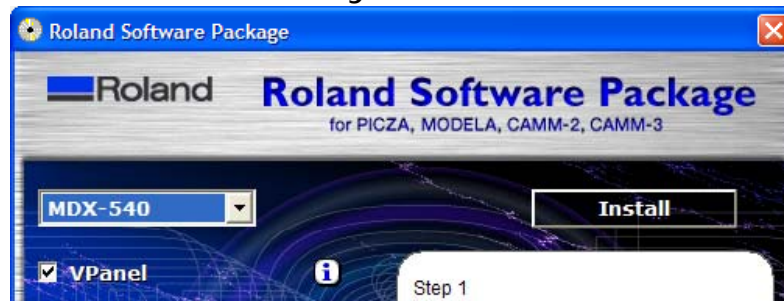 Roland Software Package
Roland
Roland Software Package
for PICZA, MODELA, CAMM-2, CAMM-3
MDX-540
Install
VPanel
i
Step 1